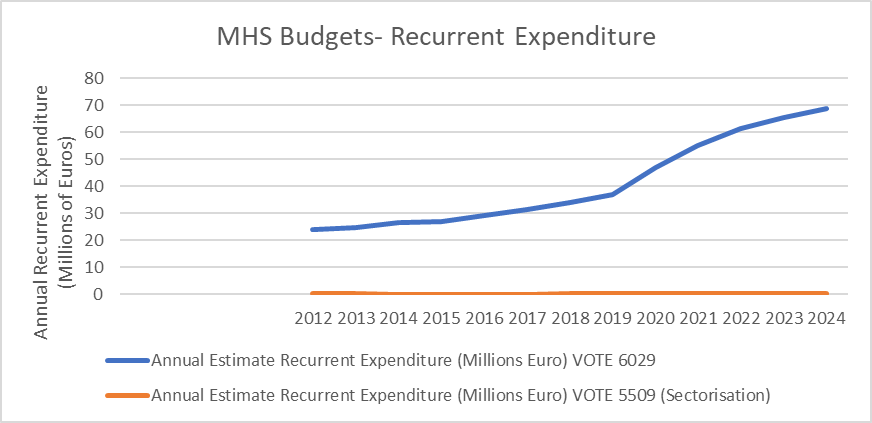 MHS Budgets- Recurrent Expenditure
Annual Recurrent Expenditure
(Millions of Euros)
80
70
60
50
40
30
20
10
0
2012 2013 2014 2015 2016 2017 2018 2019 2020 2021 2022 2023 2024
Annual Estimate Recurrent Expenditure (Millions Euro) VOTE 6029
Annual Estimate Recurrent Expenditure (Millions Euro) VOTE 5509 (Sectorisation)